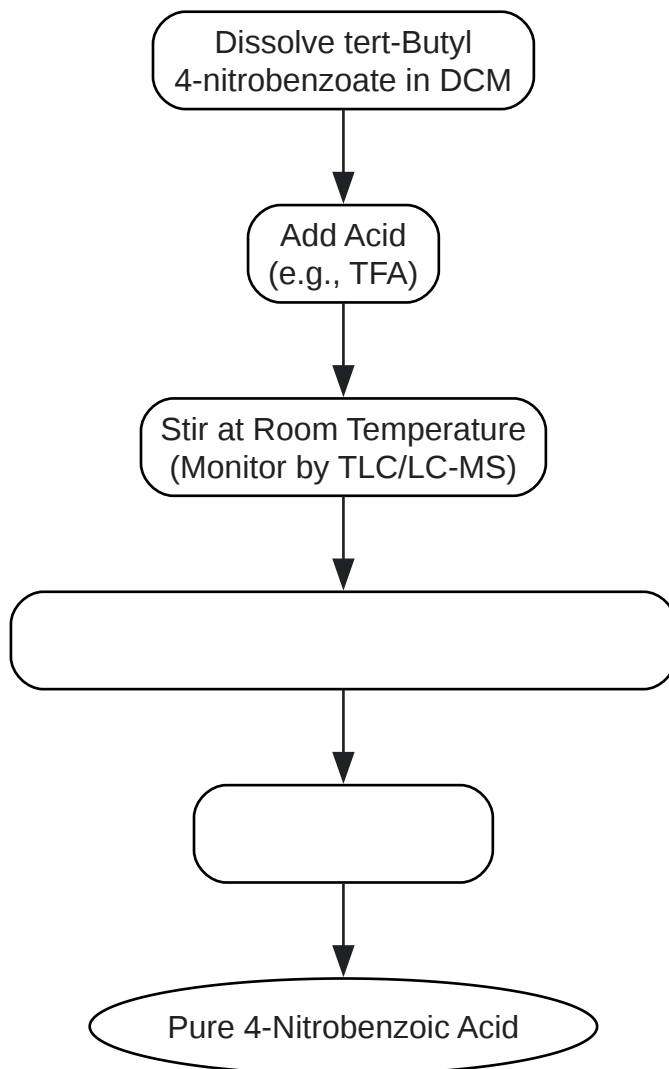 Dissolve tert-Butyl
4-nitrobenzoate in DCM
Add Acid
(e.g., TFA)
Stir at Room Temperature
(Monitor by TLC/LC-MS)
Pure 4-Nitrobenzoic Acid